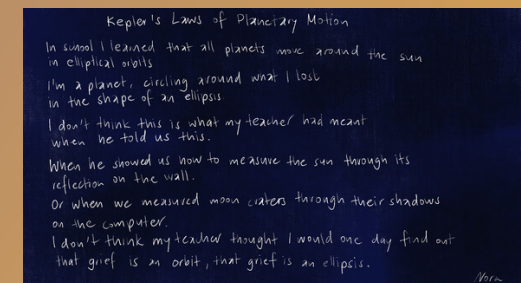 Kepler's Laws of Planetary Motion
In school I learned that all planets move around the sun
in elliptical orbits
I'm a planet, circling around what I lost
in the shape of an ellipsis
I don't think this is what my teacher had meant
when he told us this.
When he showed us how to measure the sun through its
reflection on the wall.
Or when we measured moon craters through their shadows
on the computer.
I don't think my teacher thought I would one day find out
that grief is an orbit, that grief is an ellipsis.
Nora